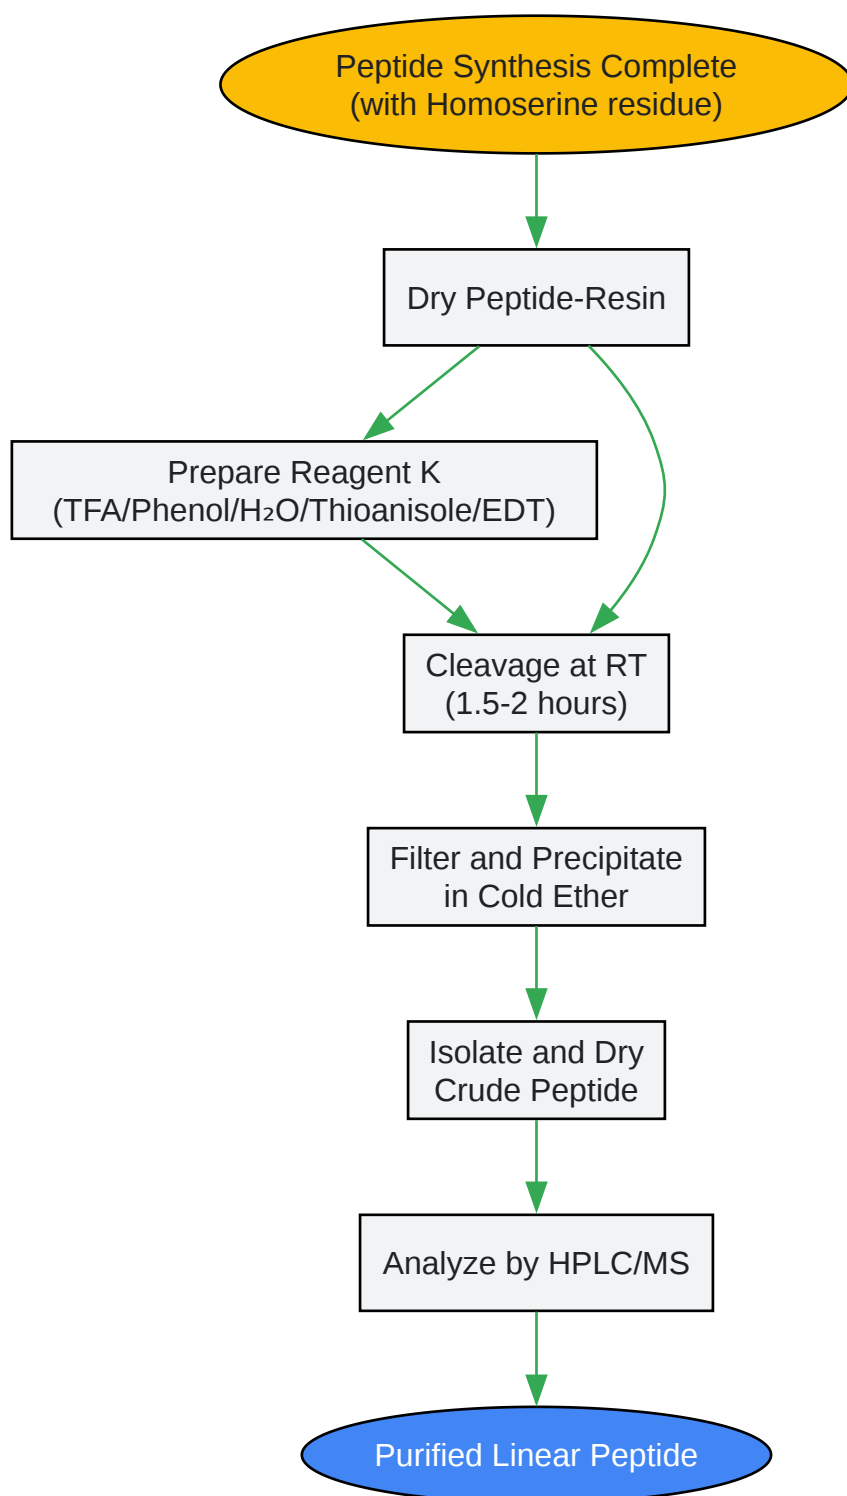 Peptide Synthesis Complete
(with Homoserine residue)
Dry Peptide-Resin
Prepare Reagent K
(TFA/Phenol/H₂O/Thioanisole/EDT)
Cleavage at RT
(1.5-2 hours)
Filter and Precipitate
in Cold Ether
Isolate and Dry
Crude Peptide
Analyze by HPLC/MS
Purified Linear Peptide